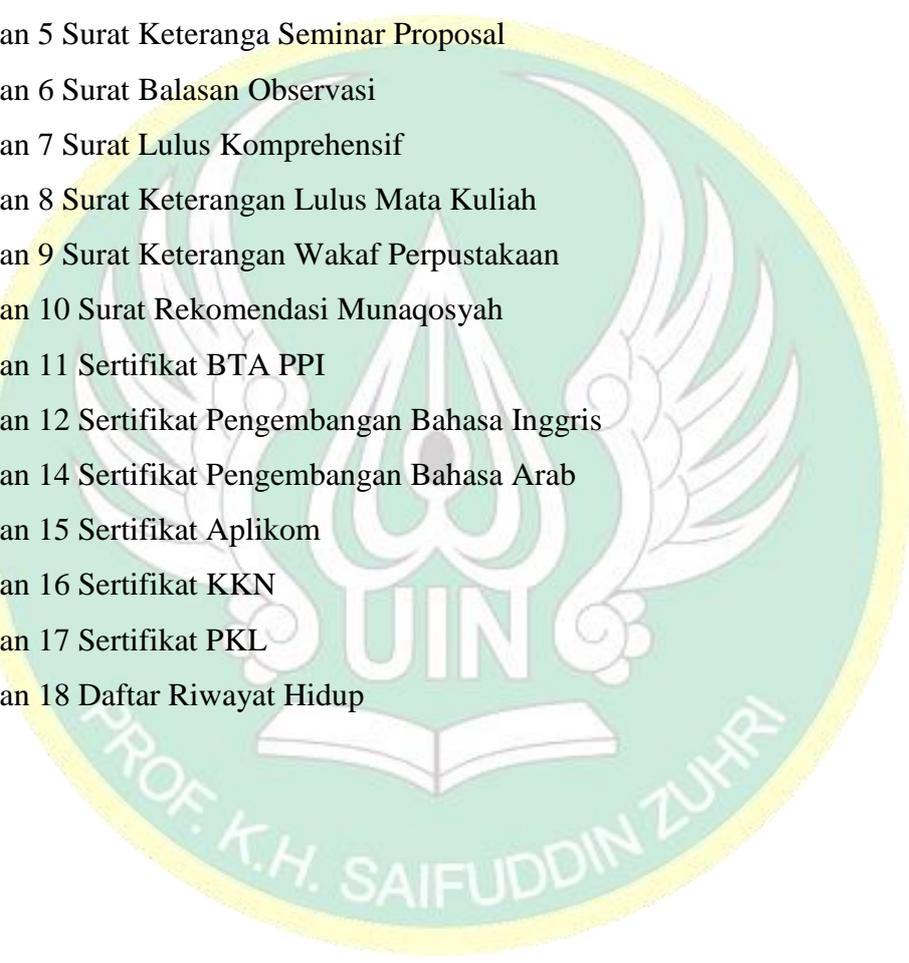 an 5 Surat Keteranga Seminar Proposal
an 6 Surat Balasan Observasi
an 7 Surat Lulus Komprehensif
an 8 Surat Keterangan Lulus Mata Kuliah
an 9 Surat Keterangan Wakaf Perpustakaan
an 10 Surat Rekomendasi Munaqosyah
an 11 Sertifikat BTA PPI
an 12 Sertifikat Pengembangan Bahasa Inggris
an 14 Sertifikat Pengembangan Bahasa Arab
an 15 Sertifikat Aplikom
an 16 Sertifikat KKN
an 17 Sertifikat PKL
an 18 Daftar Riwayat Hidup
UIN
PROF. K.H. SAIFUDDIN ZUHRI